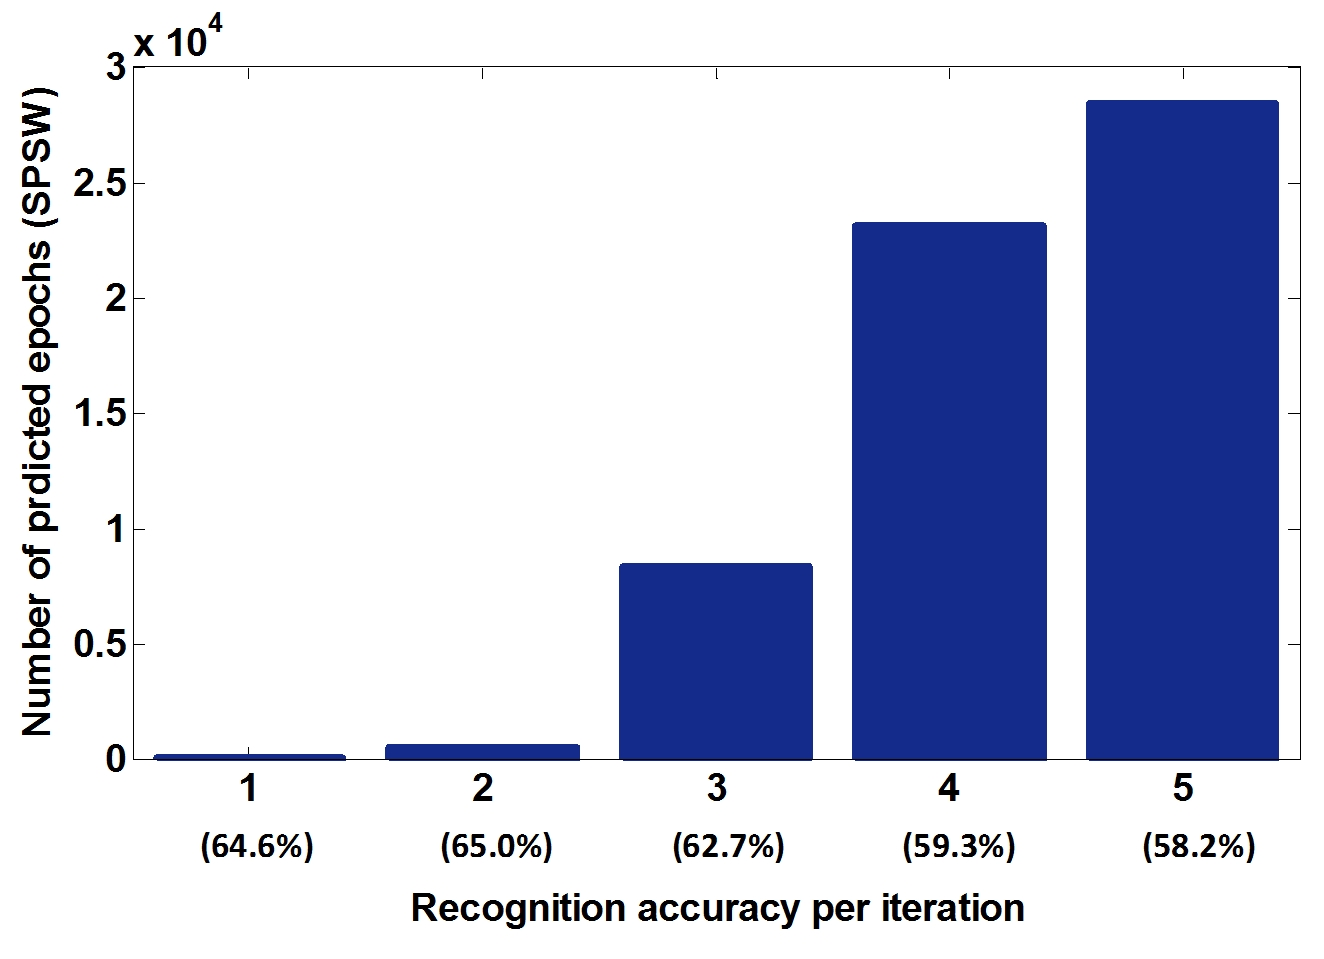 x 10^4
3
2.5
2
1.5
1
0.5
0
Number of prdicted epochs (SPSW)
1 2 3 4 5
(64.6%) (65.0%) (62.7%) (59.3%) (58.2%)
Recognition accuracy per iteration